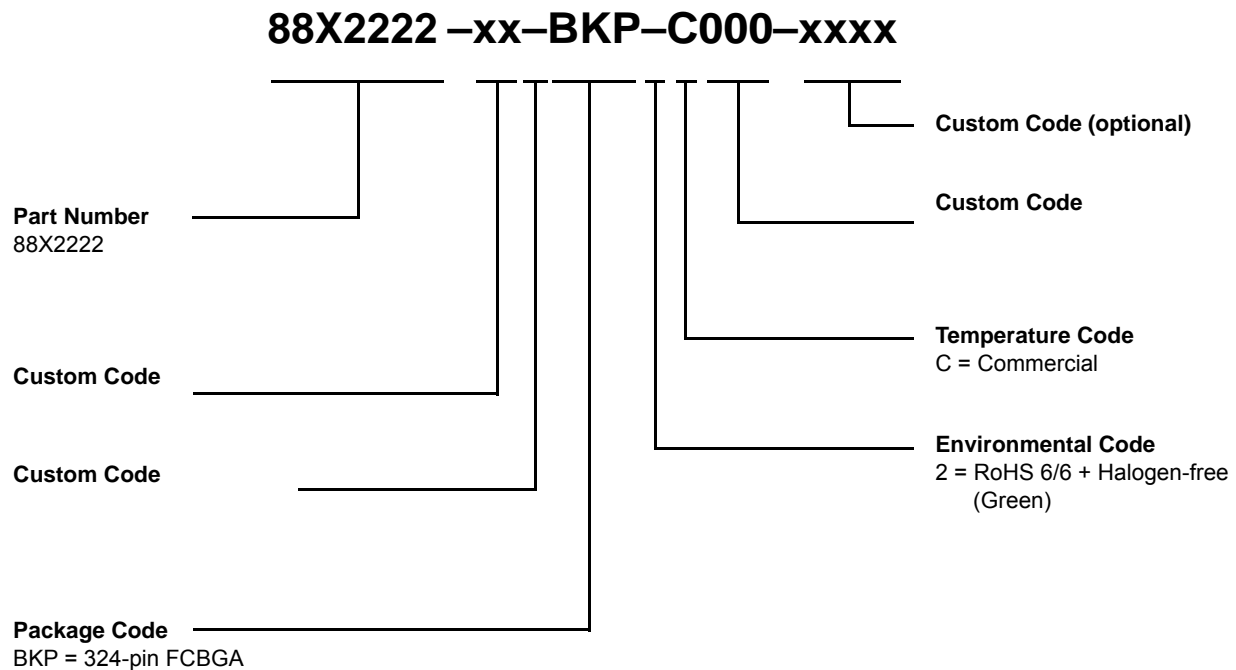 88X2222 –xx–BKP–C000–xxxx
Custom Code (optional)
Custom Code
Part Number
88X2222
Temperature Code
C = Commercial
Custom Code
Environmental Code
2 = RoHS 6/6 + Halogen-free
(Green)
Custom Code
Package Code
BKP = 324-pin FCBGA